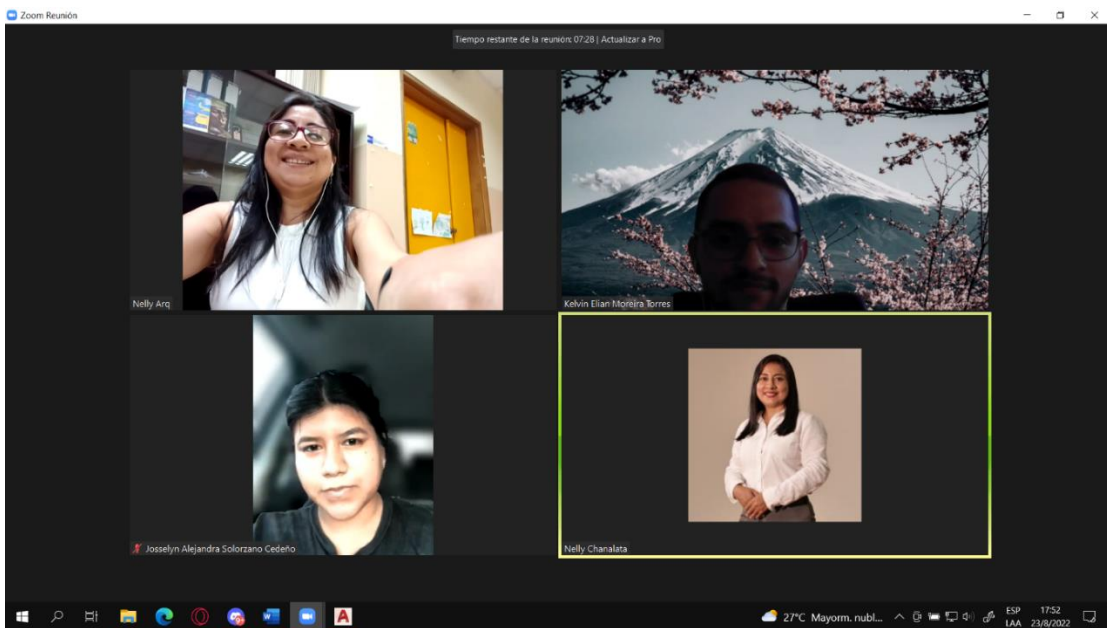 Zoom Reunión
Tiempo restante de la reunión: 07:28 | Actualizar a Pro
Nelly Arq
Kelvin Elian Moreira Torres
Josselyn Alejandra Solorzano Cedeño
Nelly Chanalata
27°C Mayorm. nubl...
ESP
LAA
17:52
23/8/2022